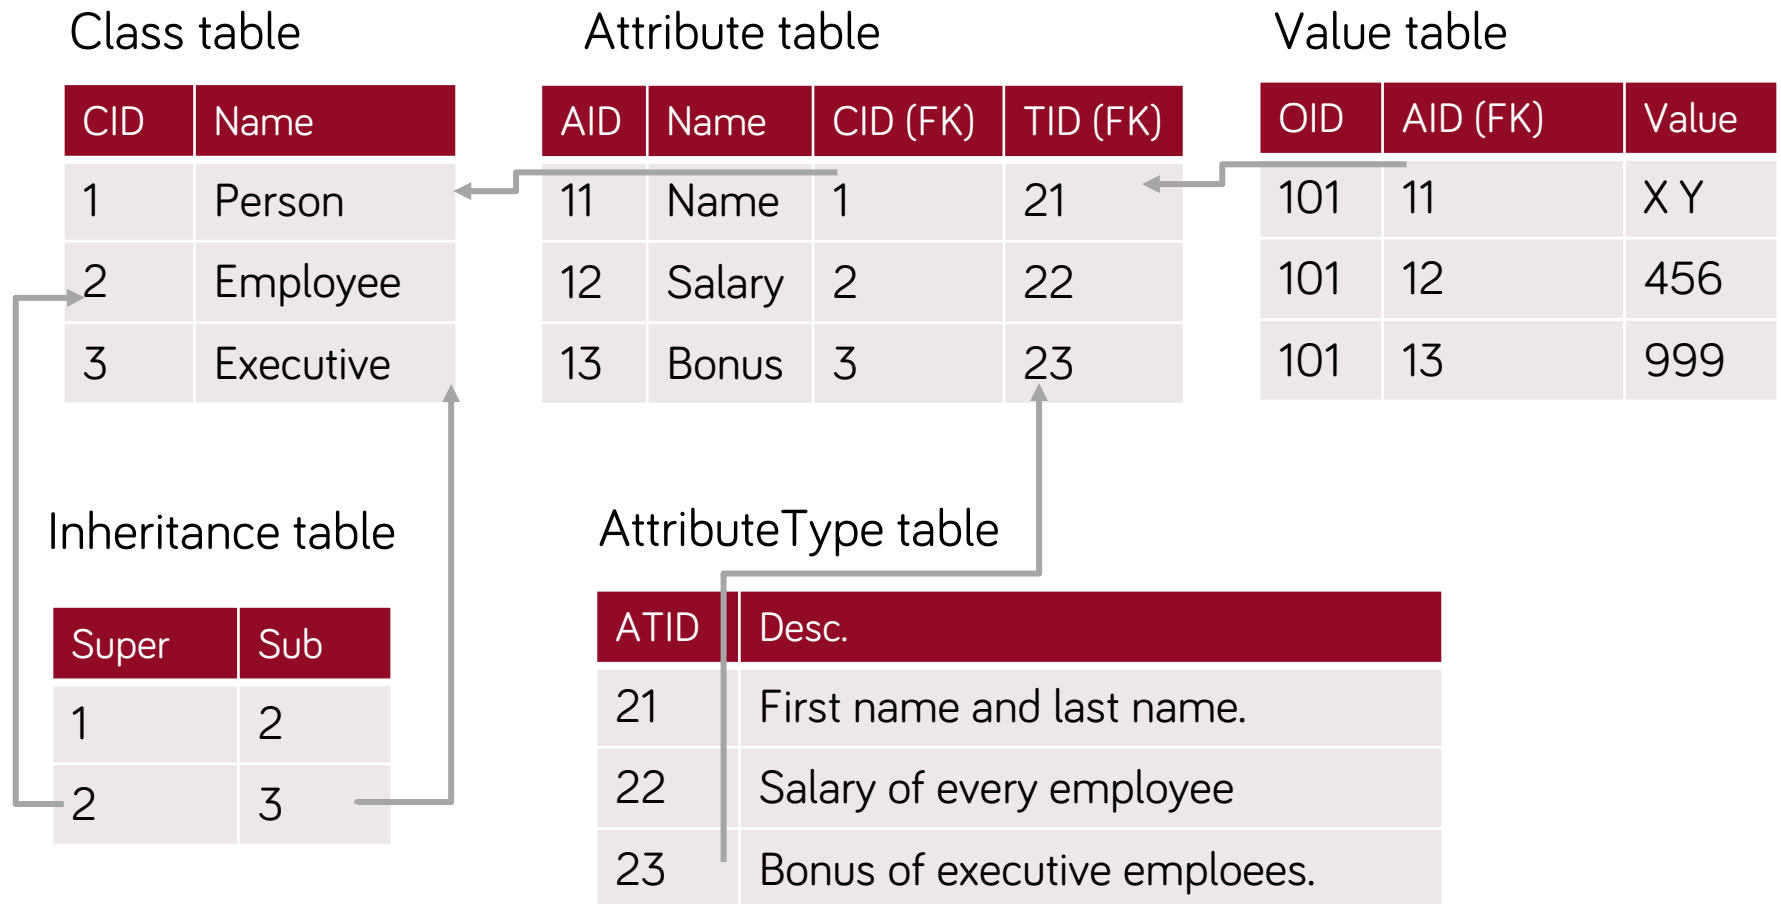 Class table
CID Name
1 Person
2 Employee
3 Executive
Attribute table
AID Name CID (FK) TID (FK)
11 Name 1 21
12 Salary 2 22
13 Bonus 3 23
Value table
OID AID (FK) Value
101 11 X Y
101 12 456
101 13 999
Inheritance table
Super Sub
1 2
2 3
AttributeType table
ATID Desc.
21 First name and last name.
22 Salary of every employee
23 Bonus of executive emploees.